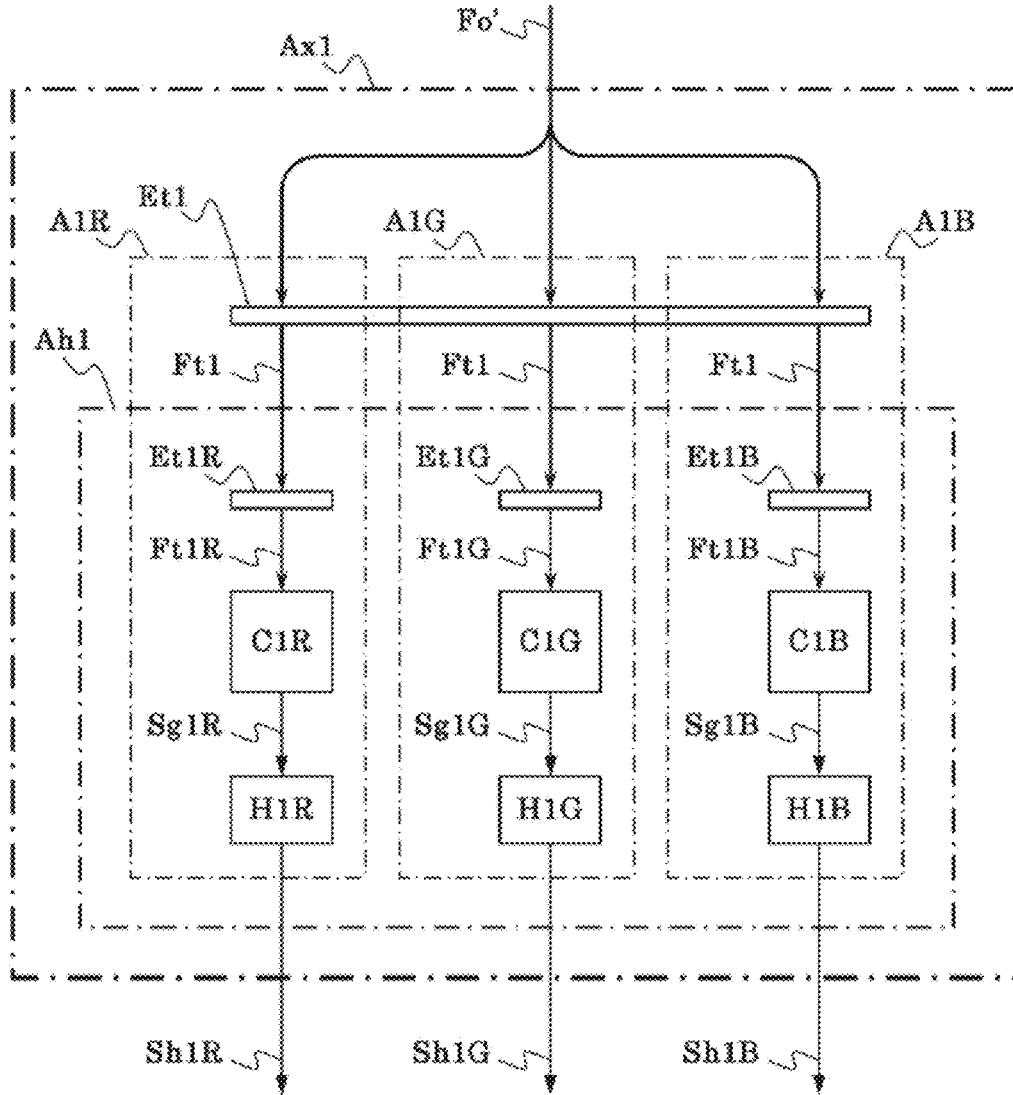 Fo'
Ax1
Et1
A1R
A1G
A1B
Ah1
Ft1
Ft1
Ft1
Et1R
Et1G
Et1B
Ft1R
Ft1G
Ft1B
C1R
C1G
C1B
Sg1R
Sg1G
Sg1B
H1R
H1G
H1B
Sh1R
Sh1G
Sh1B